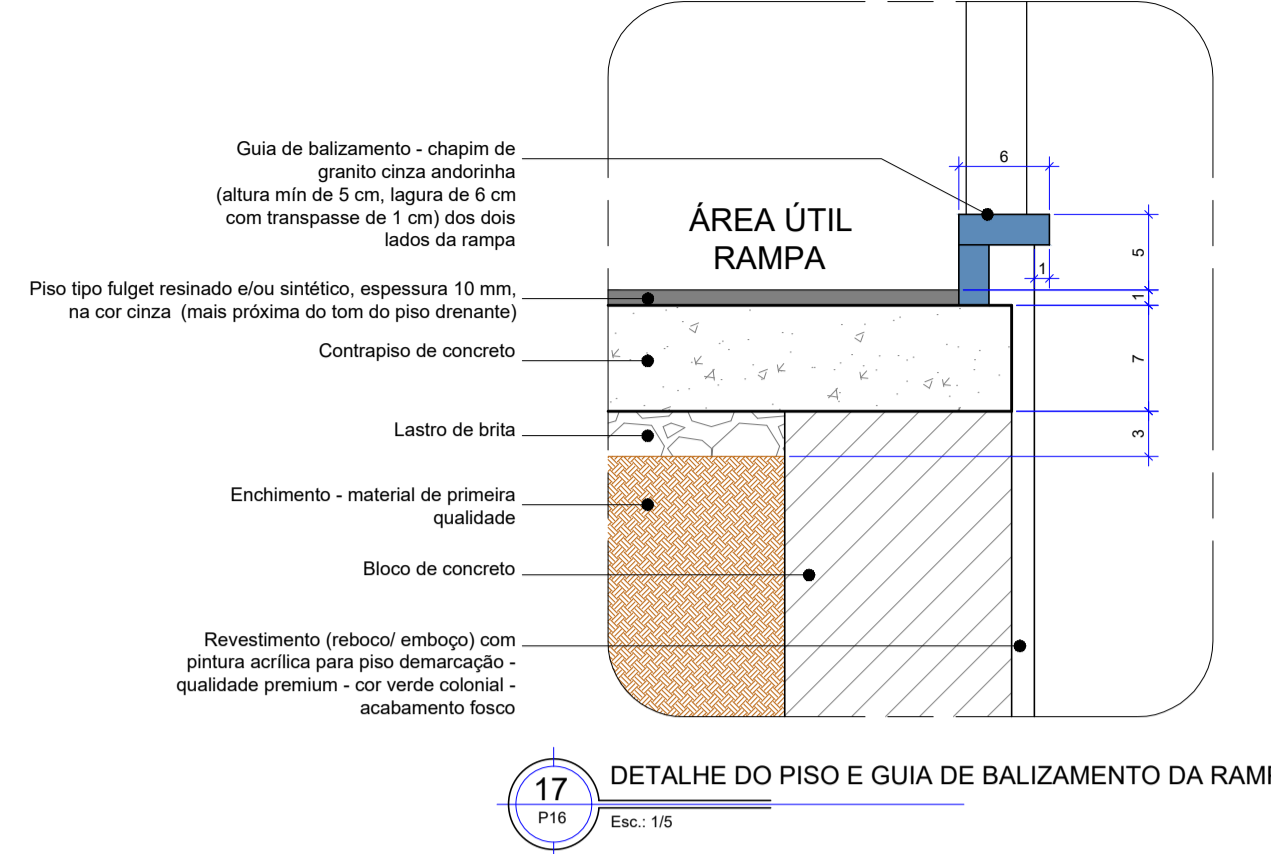 Guia de balizamento - chapim de
granito cinza andorinha
(altura mín de 5 cm, lagura de 6 cm
com transpasse de 1 cm) dos dois
lados da rampa
6
ÁREA ÚTIL
RAMPA
5
1
1
Piso tipo fulget resinado e/ou sintético, espessura 10 mm,
na cor cinza (mais próxima do tom do piso drenante)
Contrapiso de concreto
7
Lastro de brita
3
Enchimento - material de primeira
qualidade
Bloco de concreto
Revestimento (reboco/ emboço) com
pintura acrílica para piso demarcação -
qualidade premium - cor verde colonial -
acabamento fosco
17
P16
DETALHE DO PISO E GUIA DE BALIZAMENTO DA RAMP
Esc.: 1/5